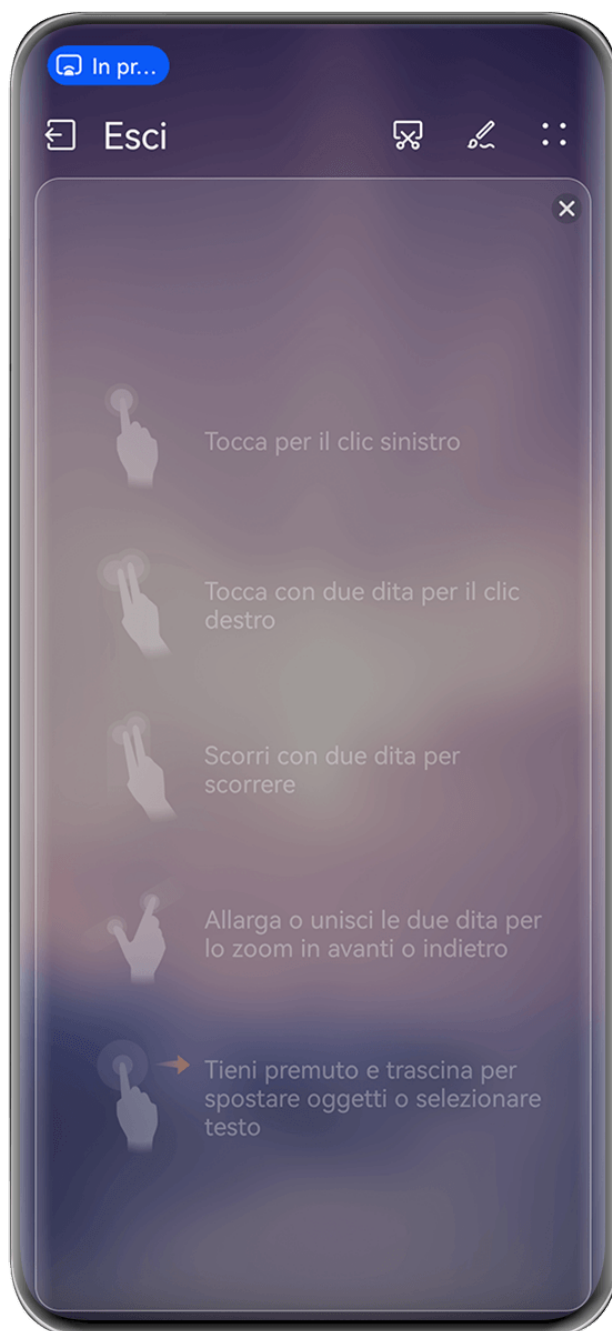 In pr...
Esci
Tocca per il clic sinistro
Tocca con due dita per il clic
destro
Scorri con due dita per
scorrere
Allarga o unisci le due dita per
lo zoom in avanti o indietro
Tieni premuto e trascina per
spostare oggetti o selezionare
testo